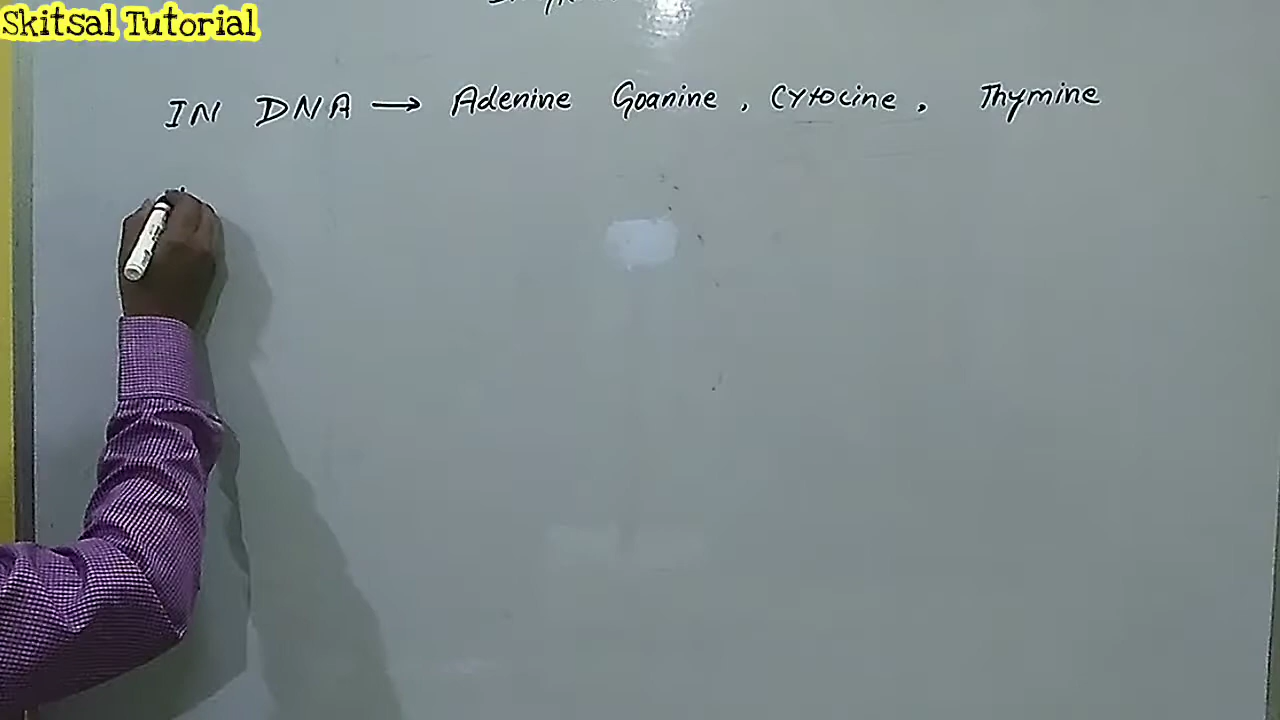 Skitsal Tutorial
IN DNA → Adenine Goanine, Cytocine, Thymine